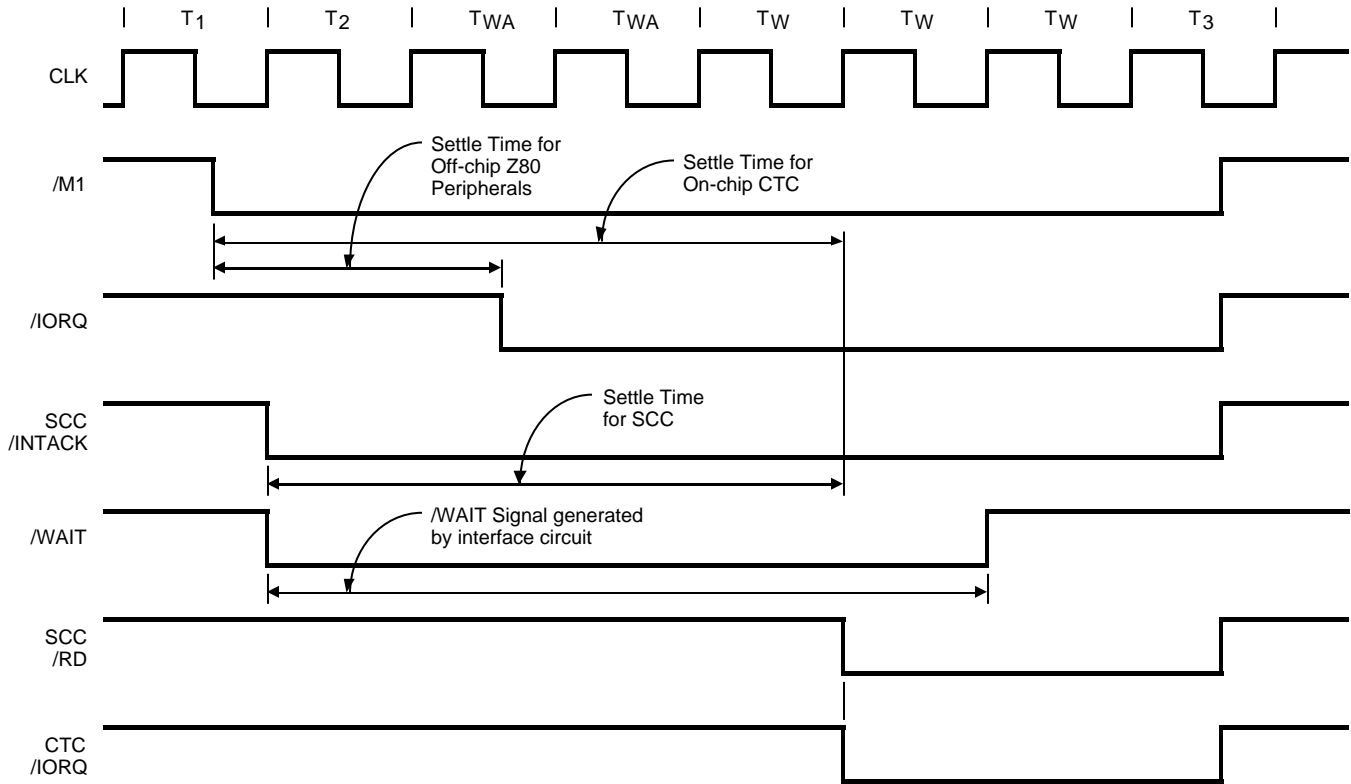 T1 T2 TWA TWA TW TW TW T3
CLK
/M1
Settle Time for
Off-chip Z80
Peripherals
Settle Time for
On-chip CTC
/IORQ
SCC
/INTACK
Settle Time
for SCC
/WAIT
/WAIT Signal generated
by interface circuit
SCC
/RD
CTC
/IORQ